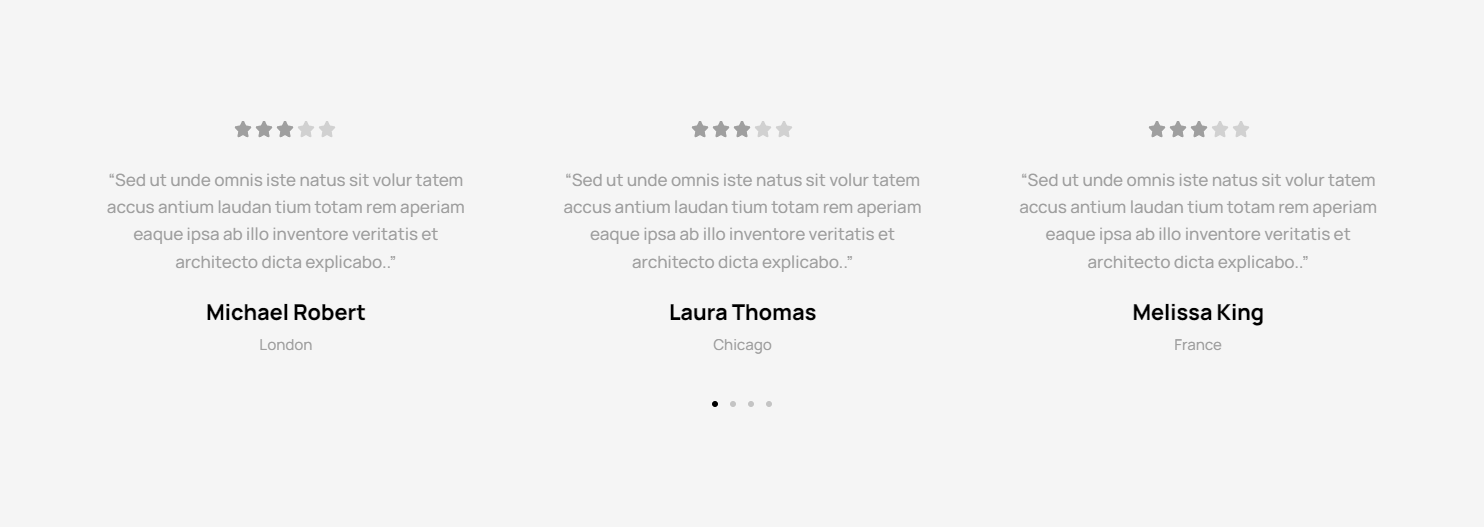 “Sed ut unde omnis iste natus sit volur tatem
accus antium laudan tium totam rem aperiam
eaque ipsa ab illo inventore veritatis et
architecto dicta explicabo..”
Michael Robert
London
“Sed ut unde omnis iste natus sit volur tatem
accus antium laudan tium totam rem aperiam
eaque ipsa ab illo inventore veritatis et
architecto dicta explicabo..”
Laura Thomas
Chicago
“Sed ut unde omnis iste natus sit volur tatem
accus antium laudan tium totam rem aperiam
eaque ipsa ab illo inventore veritatis et
architecto dicta explicabo..”
Melissa King
France